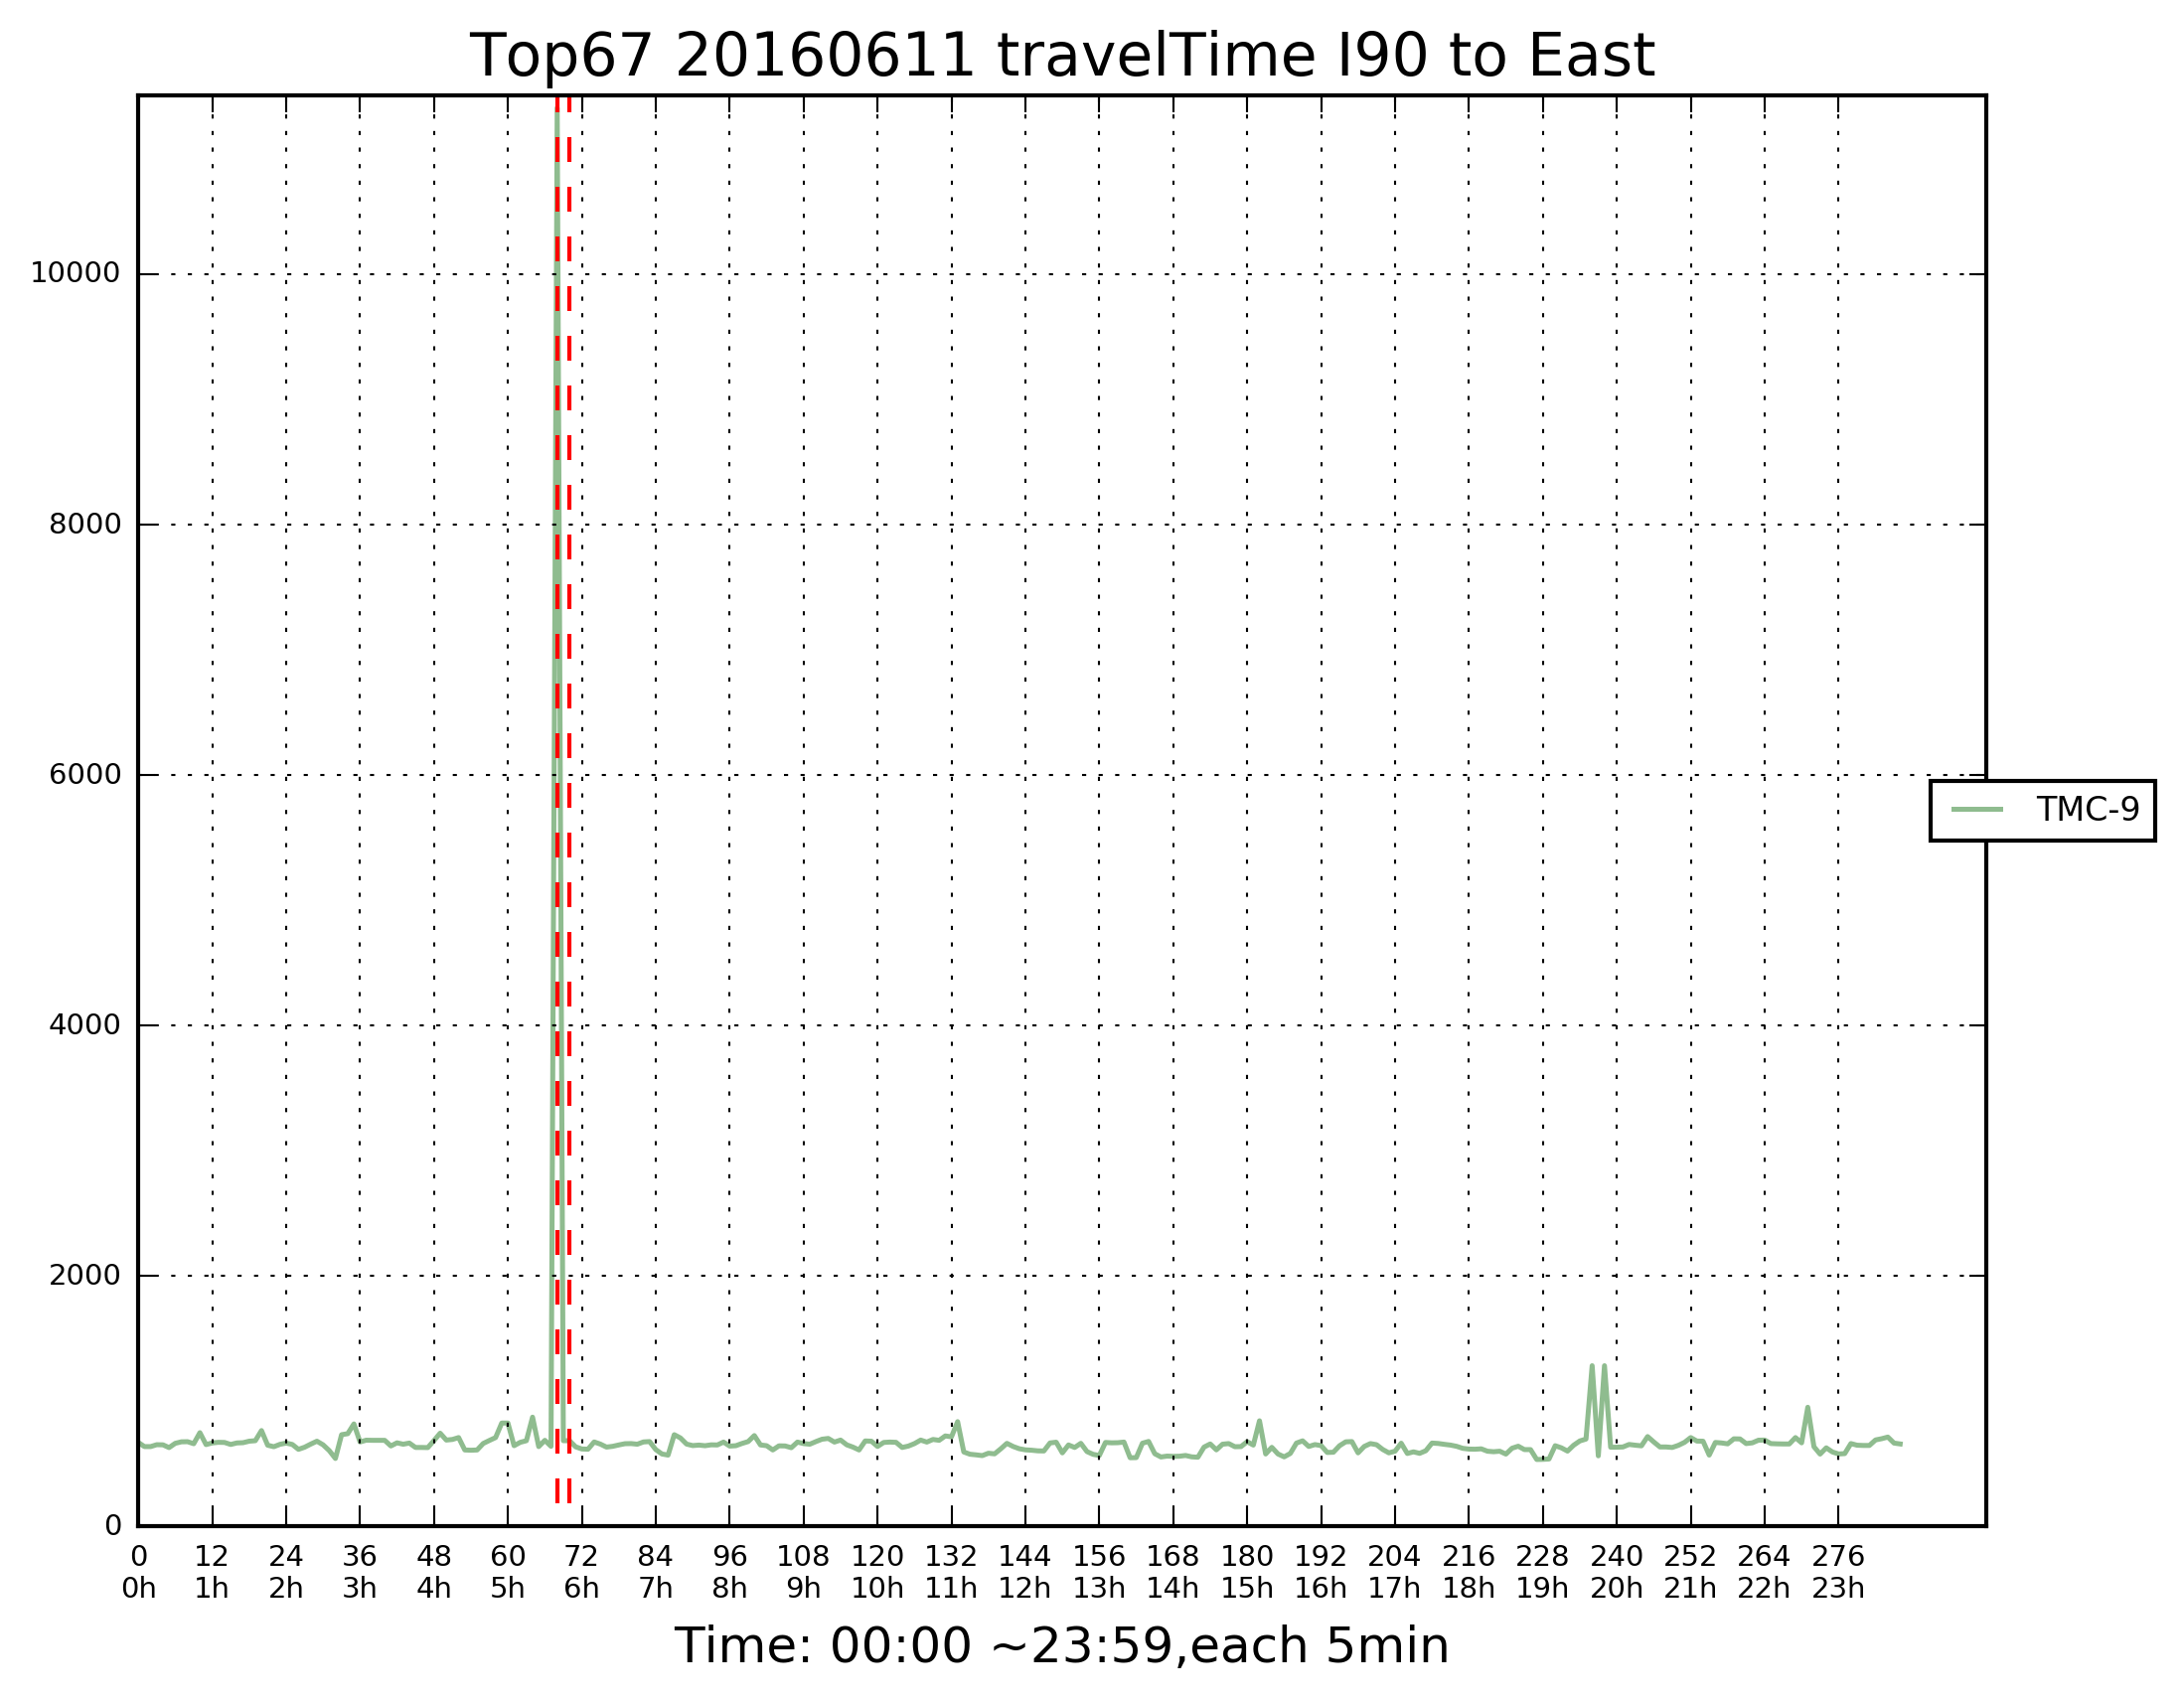 Top67 20160611 travelTime I90 to East
10000
8000
6000
4000
2000
0
TMC-9
0 12 24 36 48 60 72 84 96 108 120 132 144 156 168 180 192 204 216 228 240 252 264 276
0h 1h 2h 3h 4h 5h 6h 7h 8h 9h 10h 11h 12h 13h 14h 15h 16h 17h 18h 19h 20h 21h 22h 23h
Time: 00:00 ~23:59,each 5min